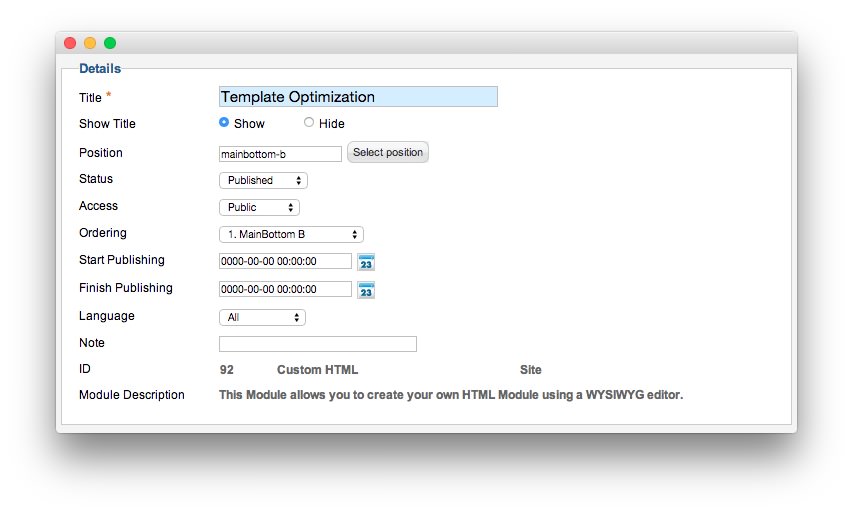 Details
Title * Template Optimization
Show Title Show Hide
Position mainbottom-b Select position
Status Published
Access Public
Ordering 1. MainBottom B
Start Publishing 0000-00-00 00:00:00 23
Finish Publishing 0000-00-00 00:00:00 23
Language All
Note
ID 92 Custom HTML Site
Module Description This Module allows you to create your own HTML Module using a WYSIWYG editor.